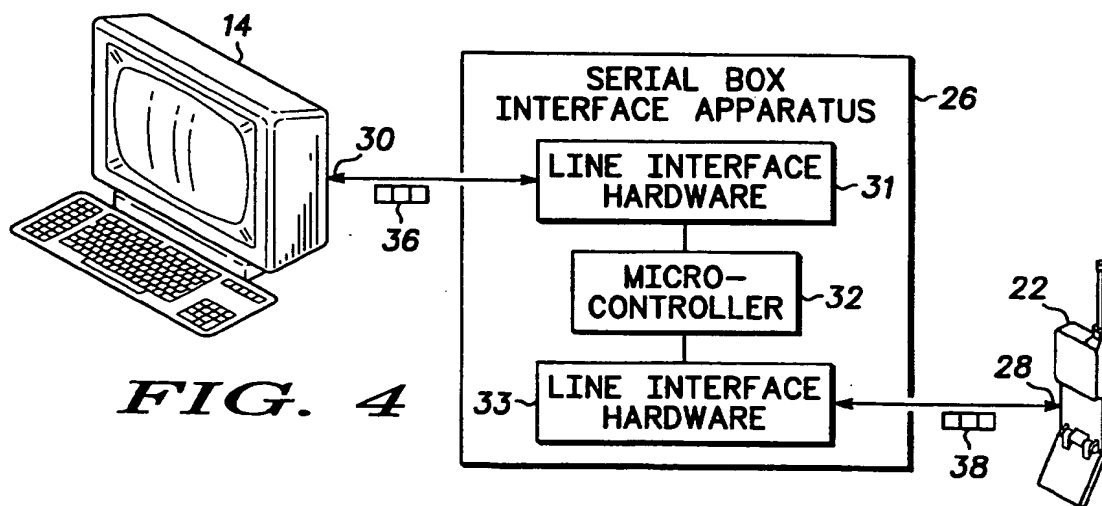 14
SERIAL BOX
INTERFACE APPARATUS
26
30
LINE INTERFACE
HARDWARE
31
36
MICRO-
CONTROLLER
32
22
28
FIG. 4
33
LINE INTERFACE
HARDWARE
38